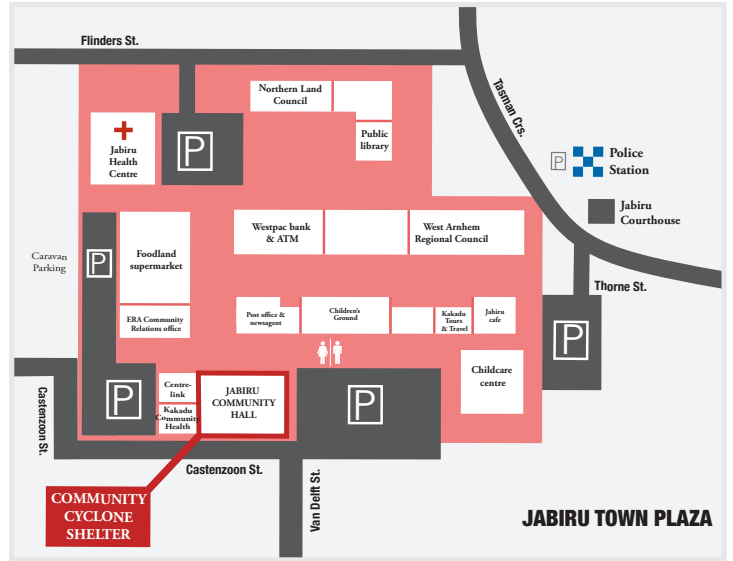 Flinders St.
Northern Land
Council
Tasman Crs.
Jabiru
Health
Centre
P
Public
library
P
Police
Station
Jabiru
Courthouse
Westpac bank
& ATM
West Arnhem
Regional Council
Caravan
Parking
P
Foodland
supermarket
Thorne St.
ERA Community
Relations office
Post office &
newsagent
Children's
Ground
Kakadu
Tours
& Travel
Jabiru
cafe
P
Childcare
centre
Castenzoon St.
P
Centre-
link
Kakadu
Community
Health
JABIRU
COMMUNITY
HALL
P
Castenzoon St.
Van Delft St.
COMMUNITY
CYCLONE
SHELTER
JABIRU TOWN PLAZA